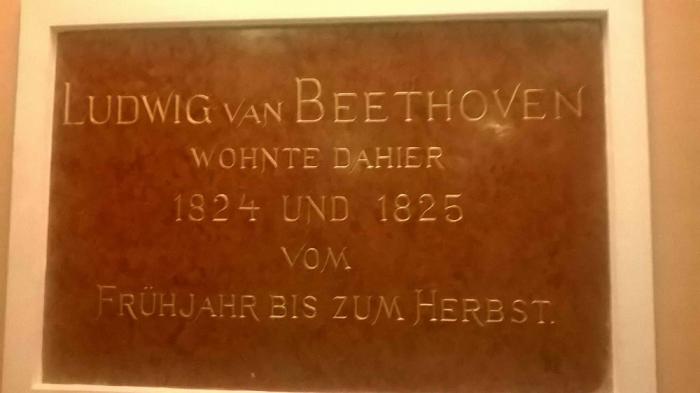 LUDWIG VAN BEETHOVEN
WOHNTE DAHIER
1824 UND 1825
VOM
FRÜHJAHR BIS ZUM HERBST.